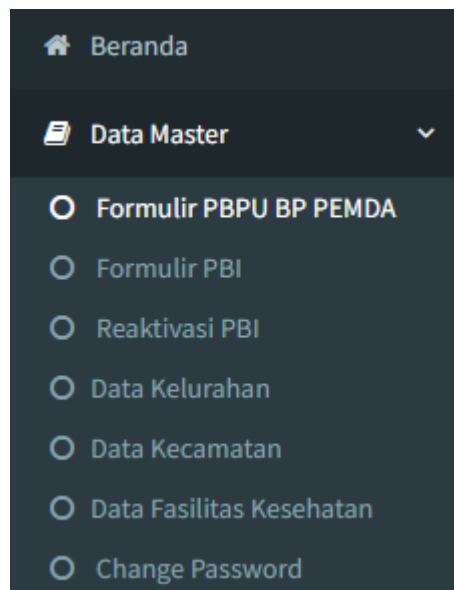 Beranda
Data Master
Formulir PBPU BP PEMDA
Formulir PBI
Reaktivasi PBI
Data Kelurahan
Data Kecamatan
Data Fasilitas Kesehatan
Change Password